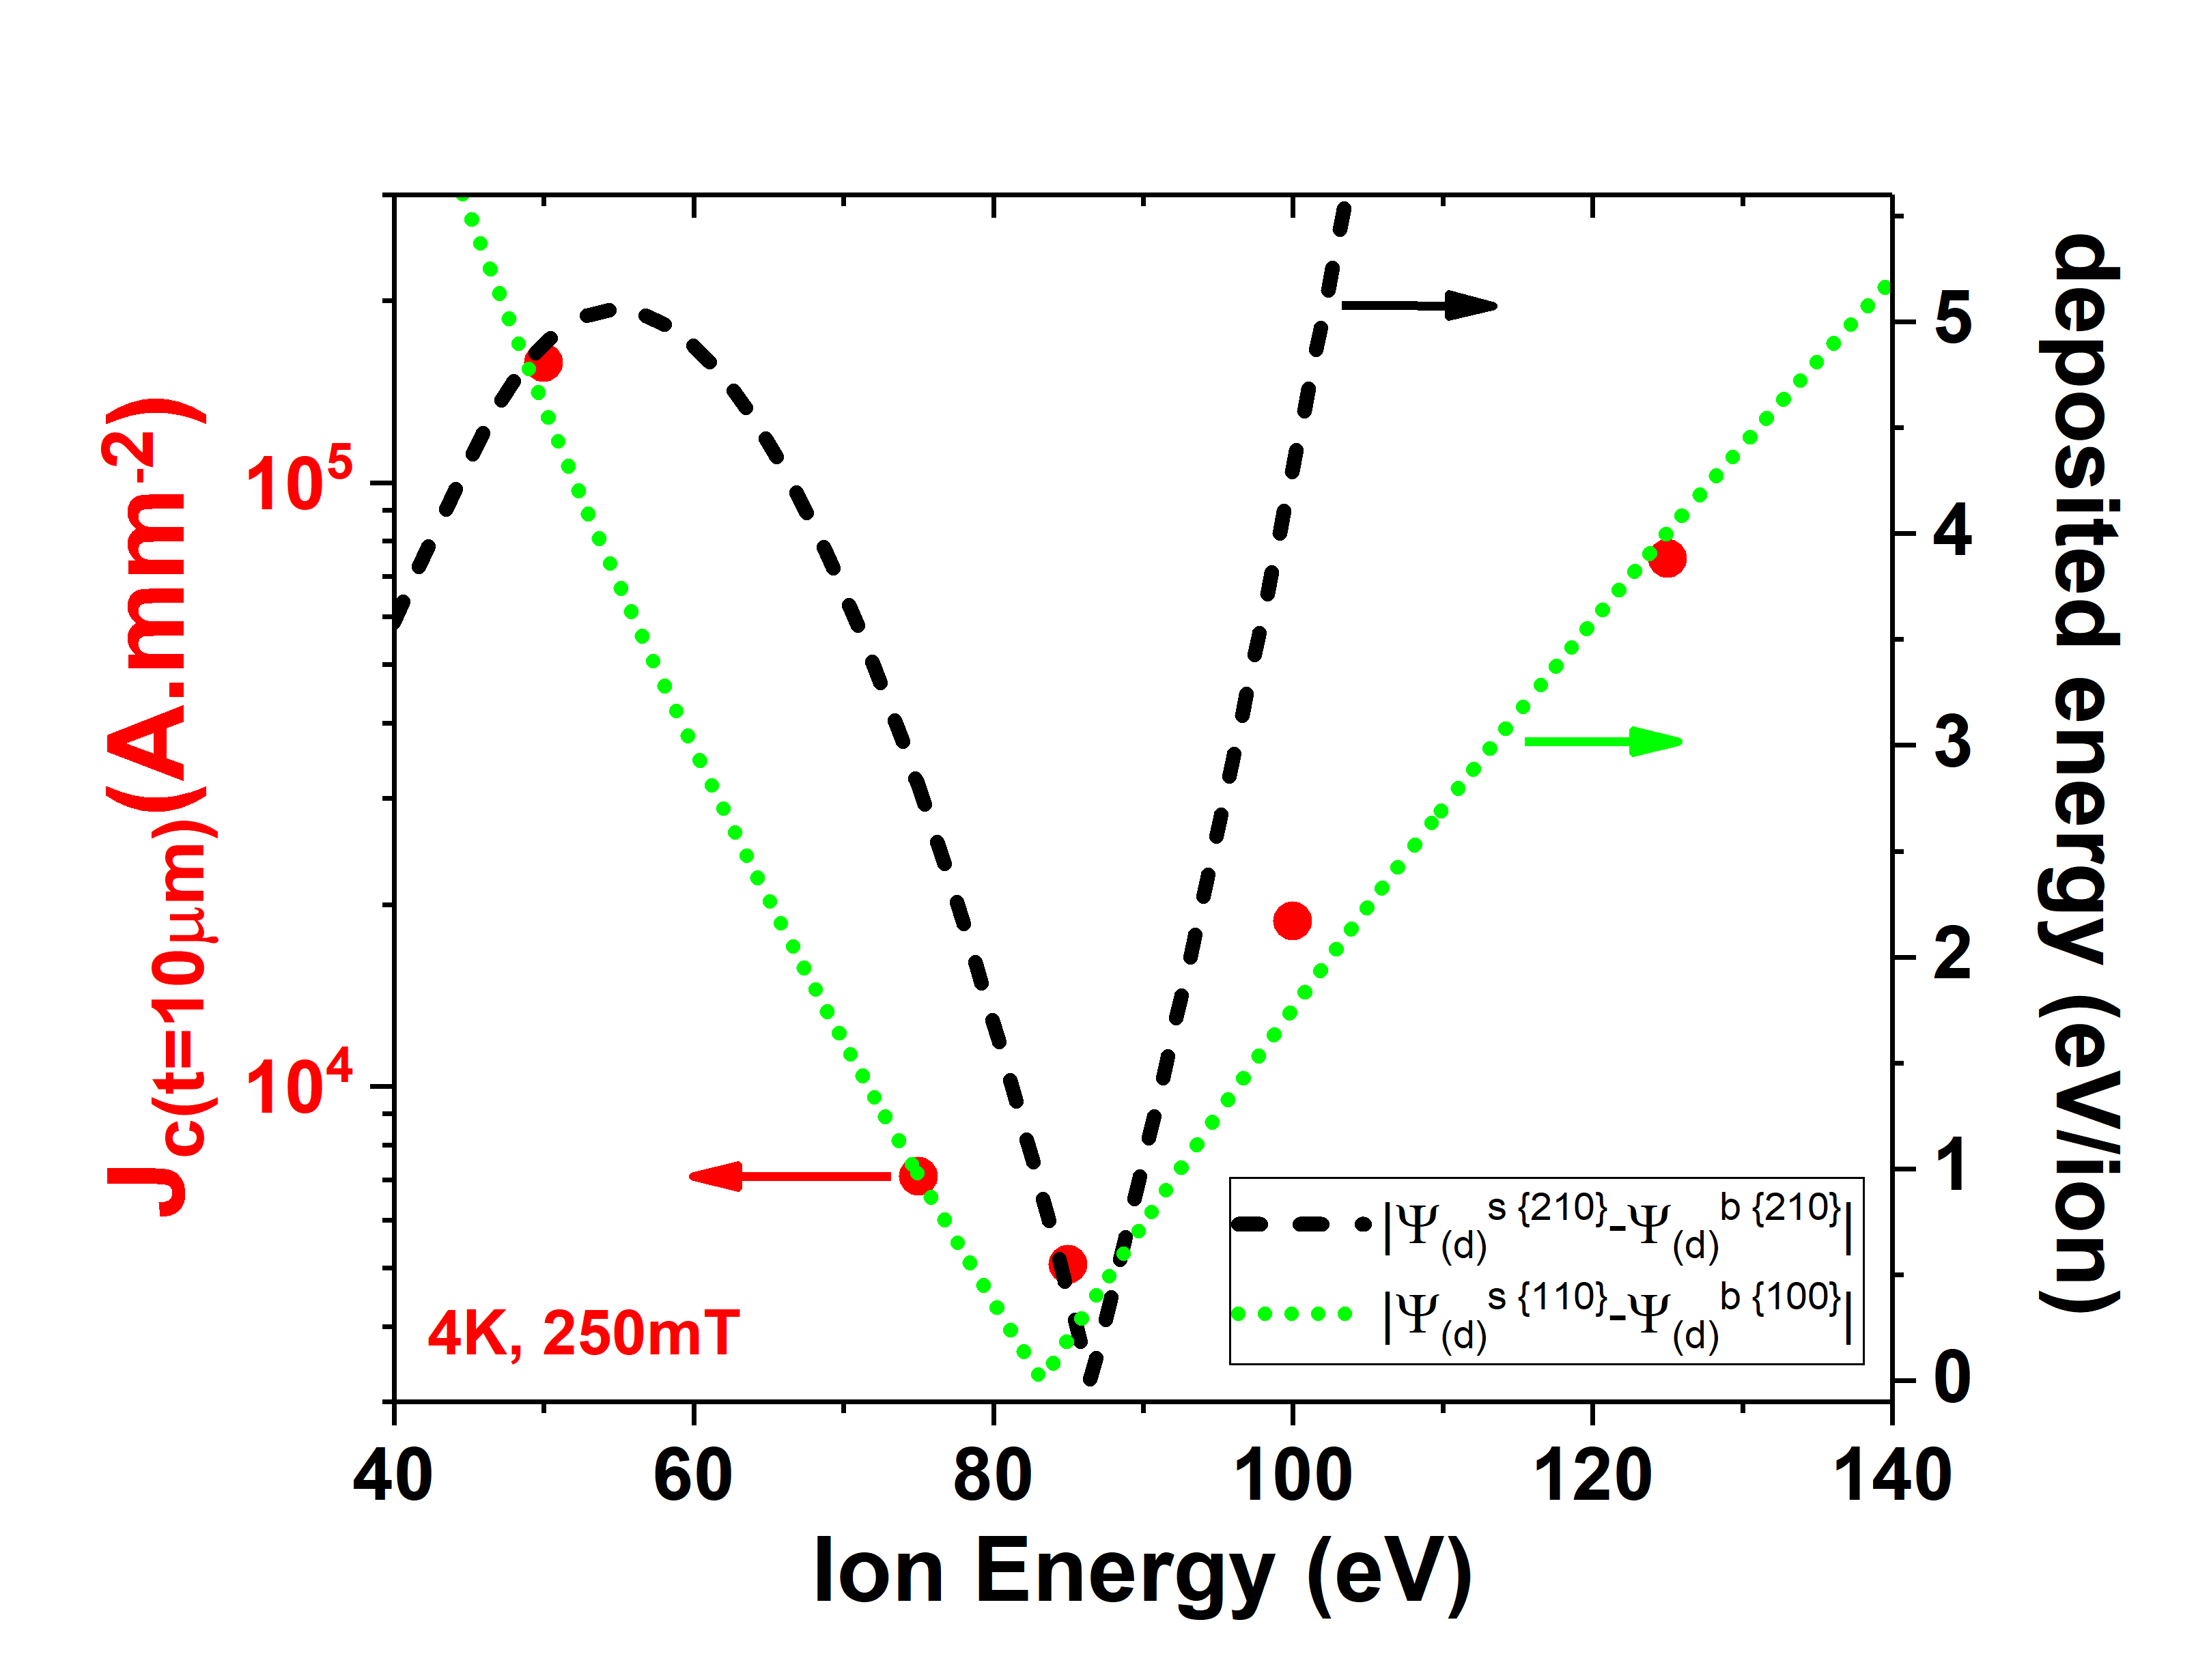 J_c(t=10μm)(A.mm^-2)
10^5
10^4
5
4
3
2
1
0
deposited energy (eV/ion)
|Ψ_(d)^s {210}-Ψ_(d)^b {210}|
|Ψ_(d)^s {110}-Ψ_(d)^b {100}|
4K, 250mT
40 60 80 100 120 140
Ion Energy (eV)